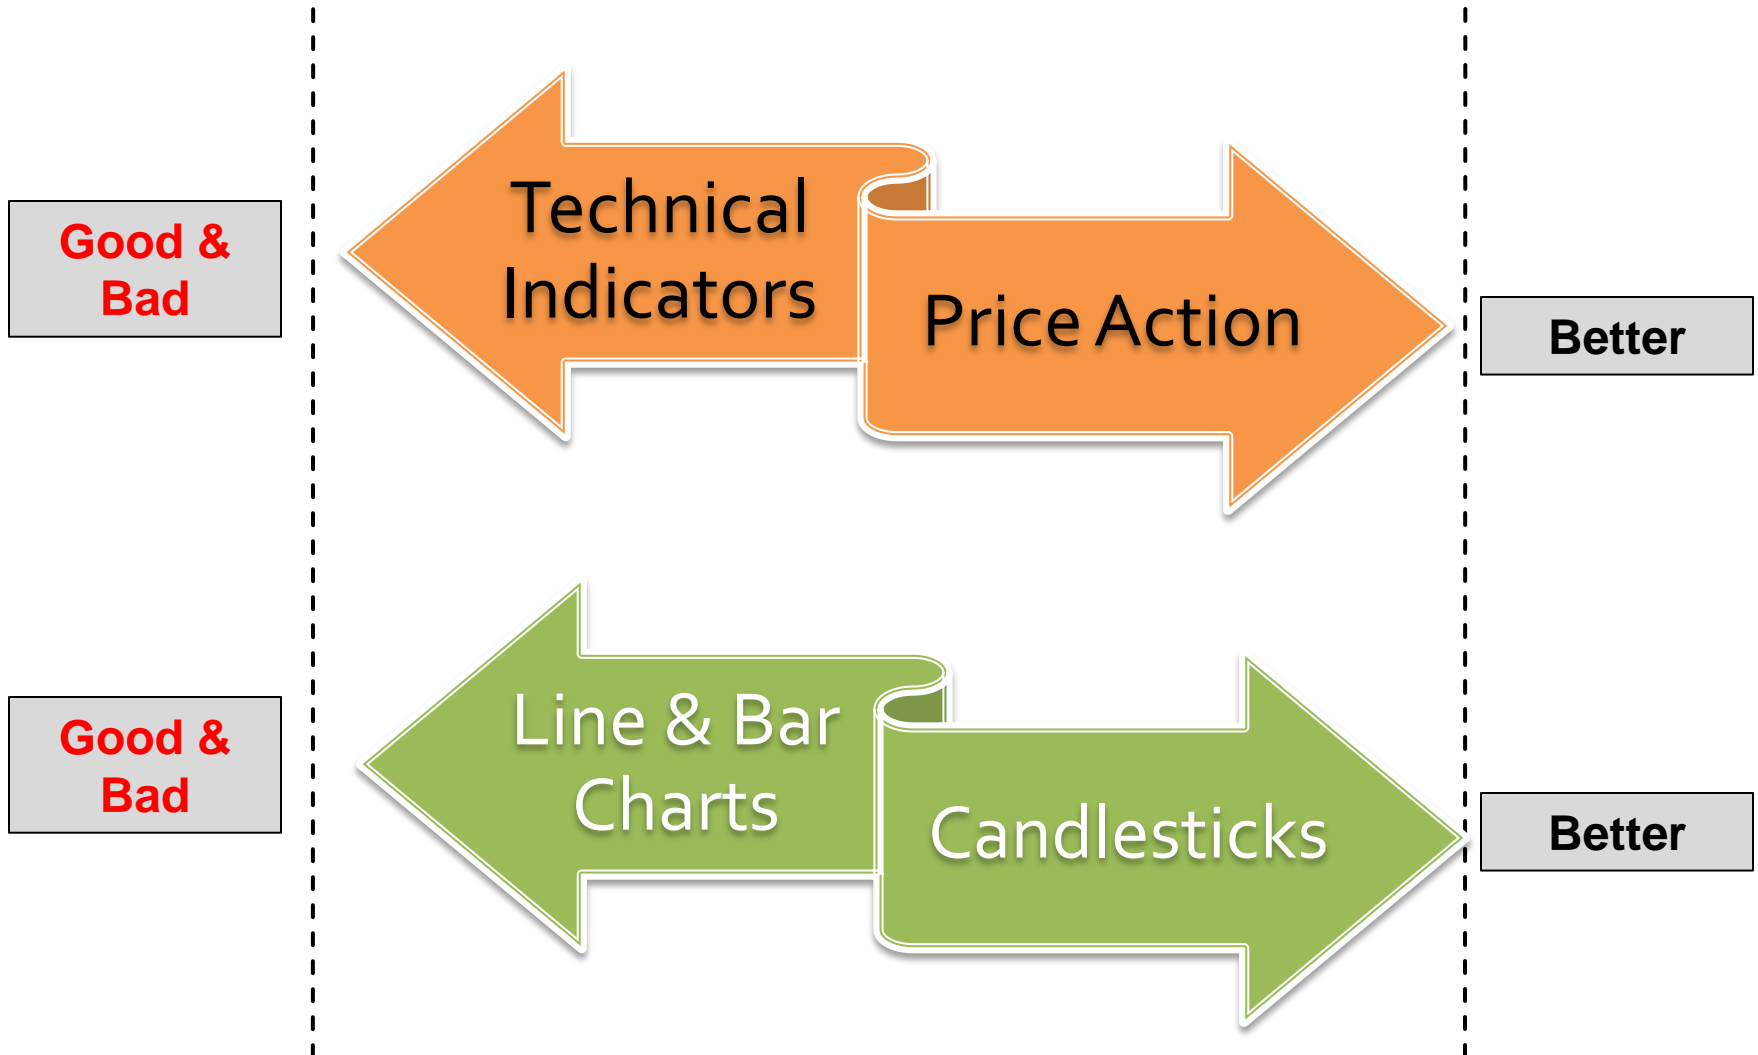 Good &
Bad
Technical
Indicators
Price Action
Better
Good &
Bad
Line & Bar
Charts
Candlesticks
Better